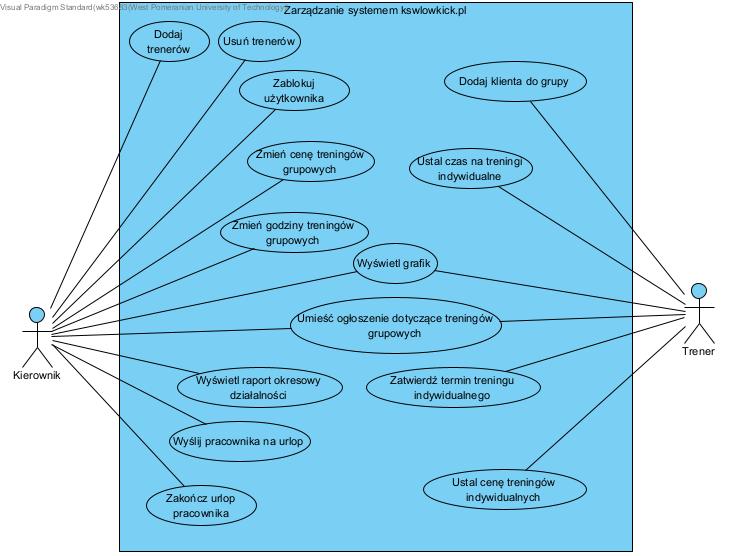 Visual Paradigm Standard(wk53633(West Pomeranian University of Technology)
Zarządzanie systemem kswlowkick.pl
Dodaj
trenerów
Usuń trenerów
Zablokuj
użytkownika
Dodaj klienta do grupy
Zmień cenę treningów
grupowych
Ustal czas na treningi
indywidualne
Zmień godziny treningów
grupowych
Wyświetl grafik
Umieść ogłoszenie dotyczące treningów
grupowych
Kierownik
Trener
Wyświetl raport okresowy
działalności
Zatwierdź termin treningu
indywidualnego
Wyślij pracownika na urlop
Ustal cenę treningów
indywidualnych
Zakończ urlop
pracownika